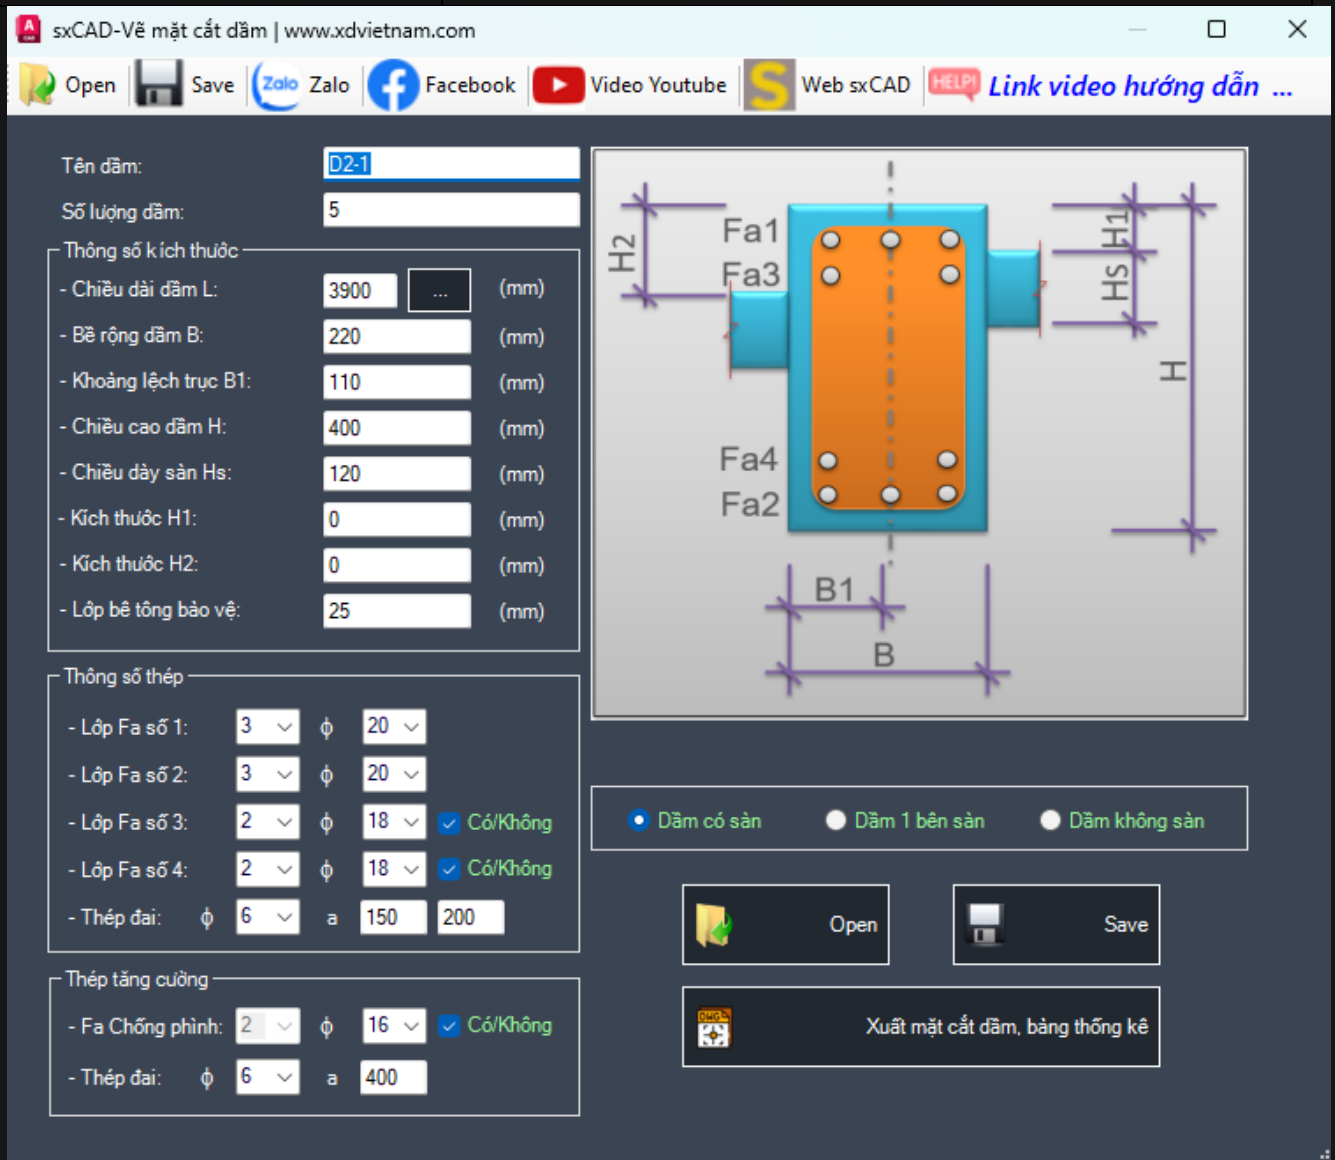 sxCAD-Vẽ mặt cắt dầm | www.xdvietnam.com
Open Save Zalo Zalo Facebook Video Youtube S Web sxCAD HELP! Link video hướng dẫn ...
Tên dầm: D2-1
Số lượng dầm: 5
Thông số kích thước
- Chiều dài dầm L: 3900 ... (mm)
- Bề rộng dầm B: 220 (mm)
- Khoảng lệch trục B1: 110 (mm)
- Chiều cao dầm H: 400 (mm)
- Chiều dày sàn Hs: 120 (mm)
- Kích thước H1: 0 (mm)
- Kích thước H2: 0 (mm)
- Lớp bê tông bảo vệ: 25 (mm)
Thông số thép
- Lớp Fa số 1: 3 ϕ 20
- Lớp Fa số 2: 3 ϕ 20
- Lớp Fa số 3: 2 ϕ 18 Có/Không
- Lớp Fa số 4: 2 ϕ 18 Có/Không
- Thép đai: ϕ 6 a 150 200
Thép tăng cường
- Fa Chống phình: 2 ϕ 16 Có/Không
- Thép đai: ϕ 6 a 400
H2
Fa1
Fa3
H1
HS
H
Fa4
Fa2
B1
B
Dầm có sàn Dầm 1 bên sàn Dầm không sàn
Open Save
DWG Xuất mặt cắt dầm, bảng thống kê